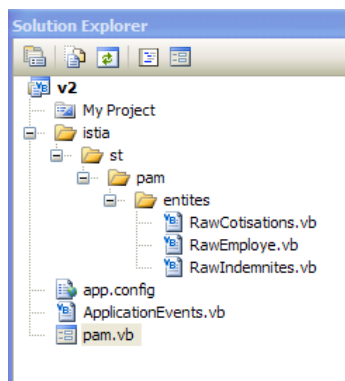 Solution Explorer
v2
My Project
istia
st
pam
entites
RawCotisations.vb
RawEmploye.vb
RawIndemnites.vb
app.config
ApplicationEvents.vb
pam.vb